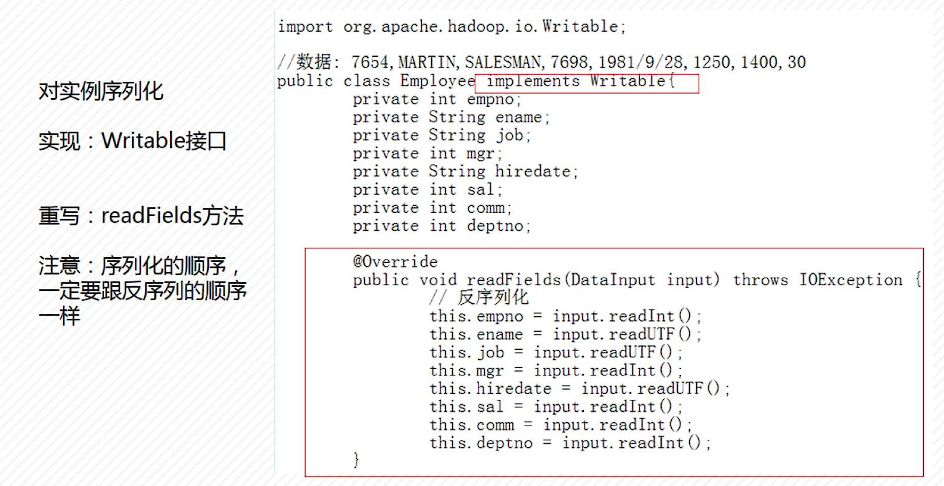 对实例序列化
实现：Writable接口
重写：readFields方法
注意：序列化的顺序，
一定要跟反序列的顺序
一样
import org.apache.hadoop.io.Writable;
//数据: 7654,MARTIN,SALESMAN,7698,1981/9/28,1250,1400,30
public class Employee implements Writable{
private int empno;
private String ename;
private String job;
private int mgr;
private String hiredate;
private int sal;
private int comm;
private int deptno;
@Override
public void readFields(DataInput input) throws IOException {
// 反序列化
this.empno = input.readInt();
this.ename = input.readUTF();
this.job = input.readUTF();
this.mgr = input.readInt();
this.hiredate = input.readUTF();
this.sal = input.readInt();
this.comm = input.readInt();
this.deptno = input.readInt();
}